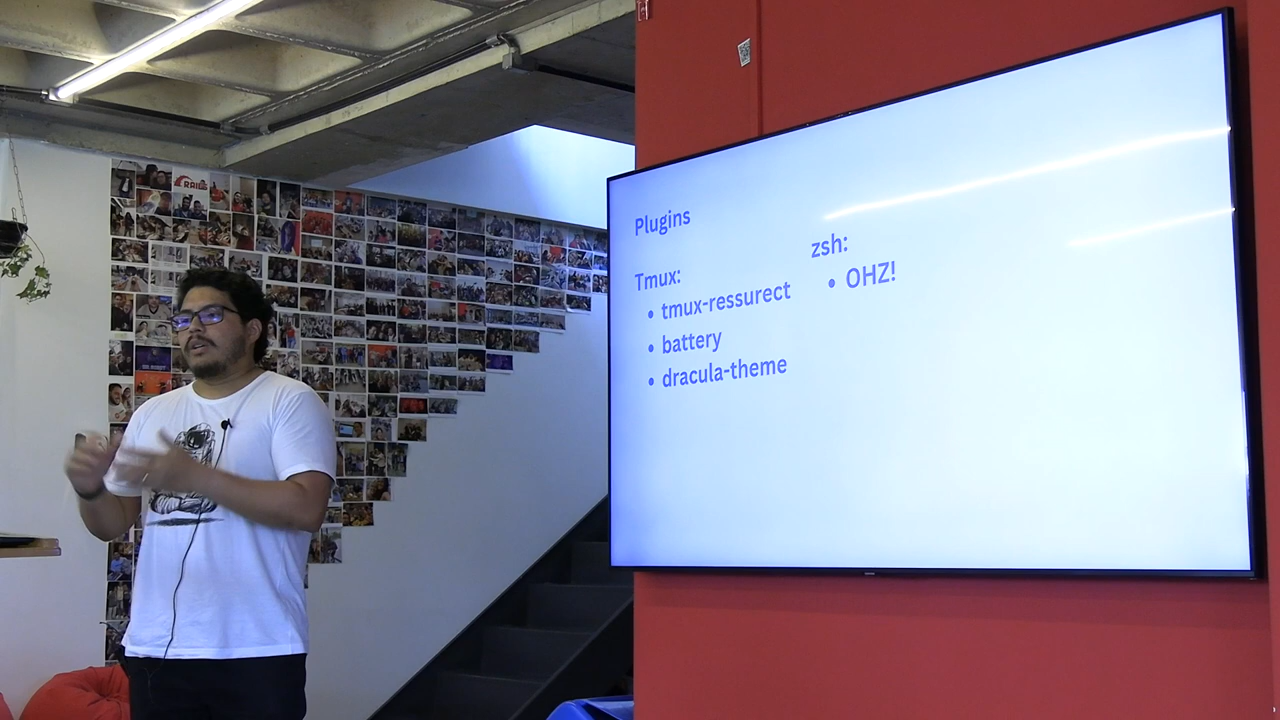 Plugins
Tmux:
• tmux-ressurect
• battery
• dracula-theme
zsh:
• OHZ!